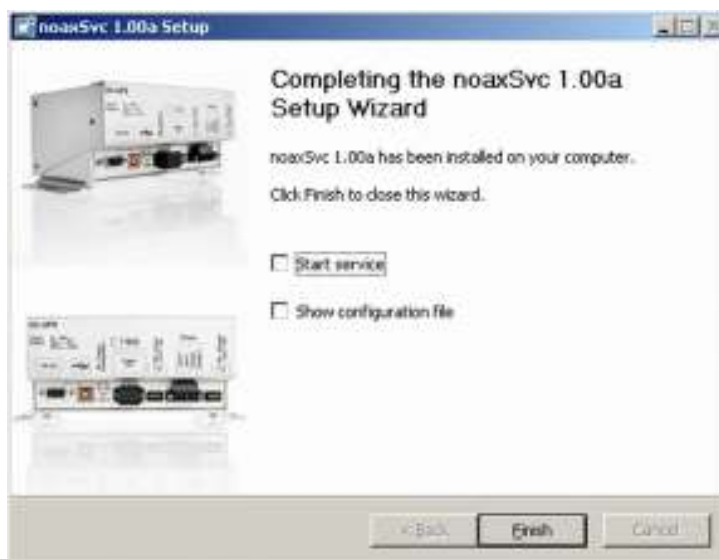 noaxSvc 1.00a Setup
Completing the noaxSvc 1.00a
Setup Wizard
noaxSvc 1.00a has been installed on your computer.
Click Finish to close this wizard.
Start service
Show configuration file
< Back
Finish
Cancel